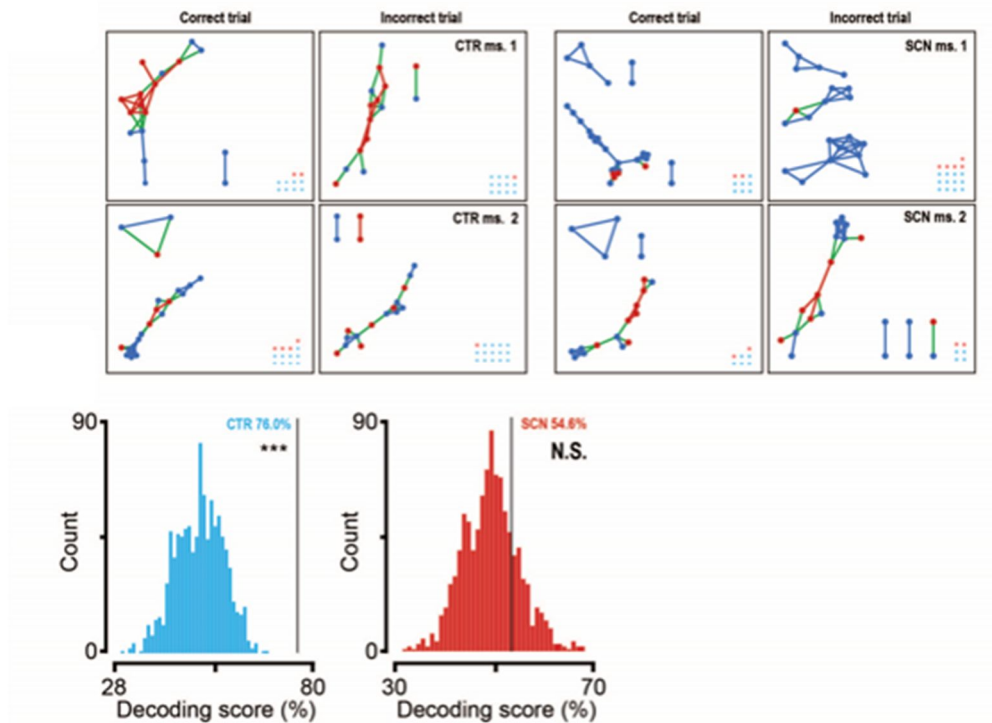 Correct trial
Incorrect trial
Correct trial
Incorrect trial
CTR ms. 1
SCN ms. 1
CTR ms. 2
SCN ms. 2
90
CTR 76.0%
***
Count
0
28
80
Decoding score (%)
90
SCN 54.6%
N.S.
Count
0
30
70
Decoding score (%)